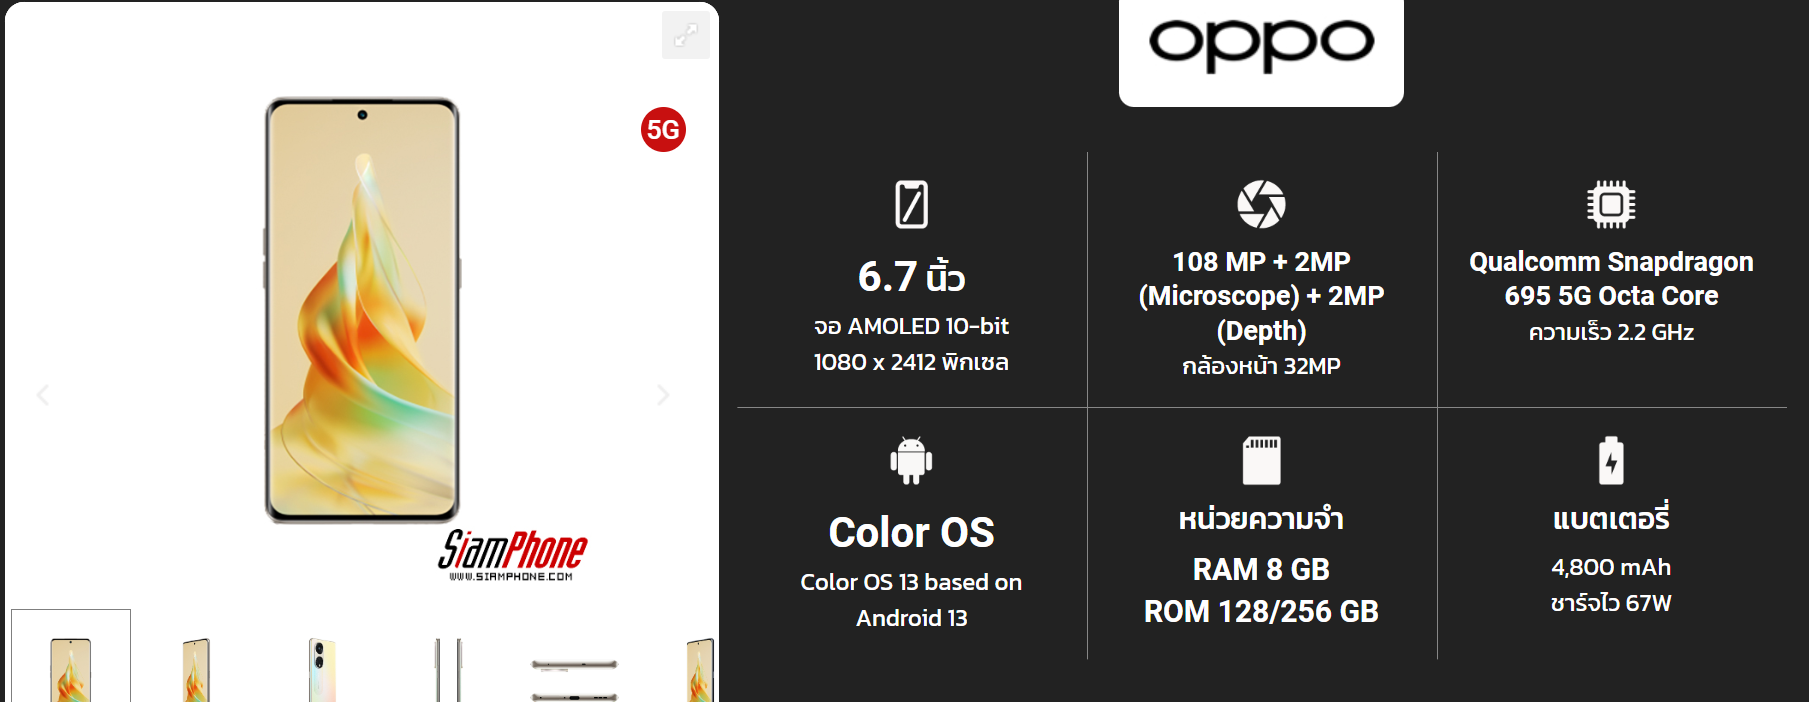 5G
SiamPhone
WWW.SIAMPHONE.COM
oppo
6.7 นิ้ว
จอ AMOLED 10-bit
1080 x 2412 พิกเซล
108 MP + 2MP
(Microscope) + 2MP
(Depth)
กล้องหน้า 32MP
Qualcomm Snapdragon
695 5G Octa Core
ความเร็ว 2.2 GHz
Color OS
Color OS 13 based on
Android 13
หน่วยความจำ
RAM 8 GB
ROM 128/256 GB
แบตเตอรี่
4,800 mAh
ชาร์จไว 67W